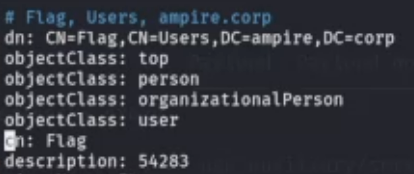 # Flag, Users, ampire.corp
dn: CN=Flag,CN=Users,DC=ampire,DC=corp
objectClass: top
objectClass: person
objectClass: organizationalPerson
objectClass: user
cn: Flag
description: 54283